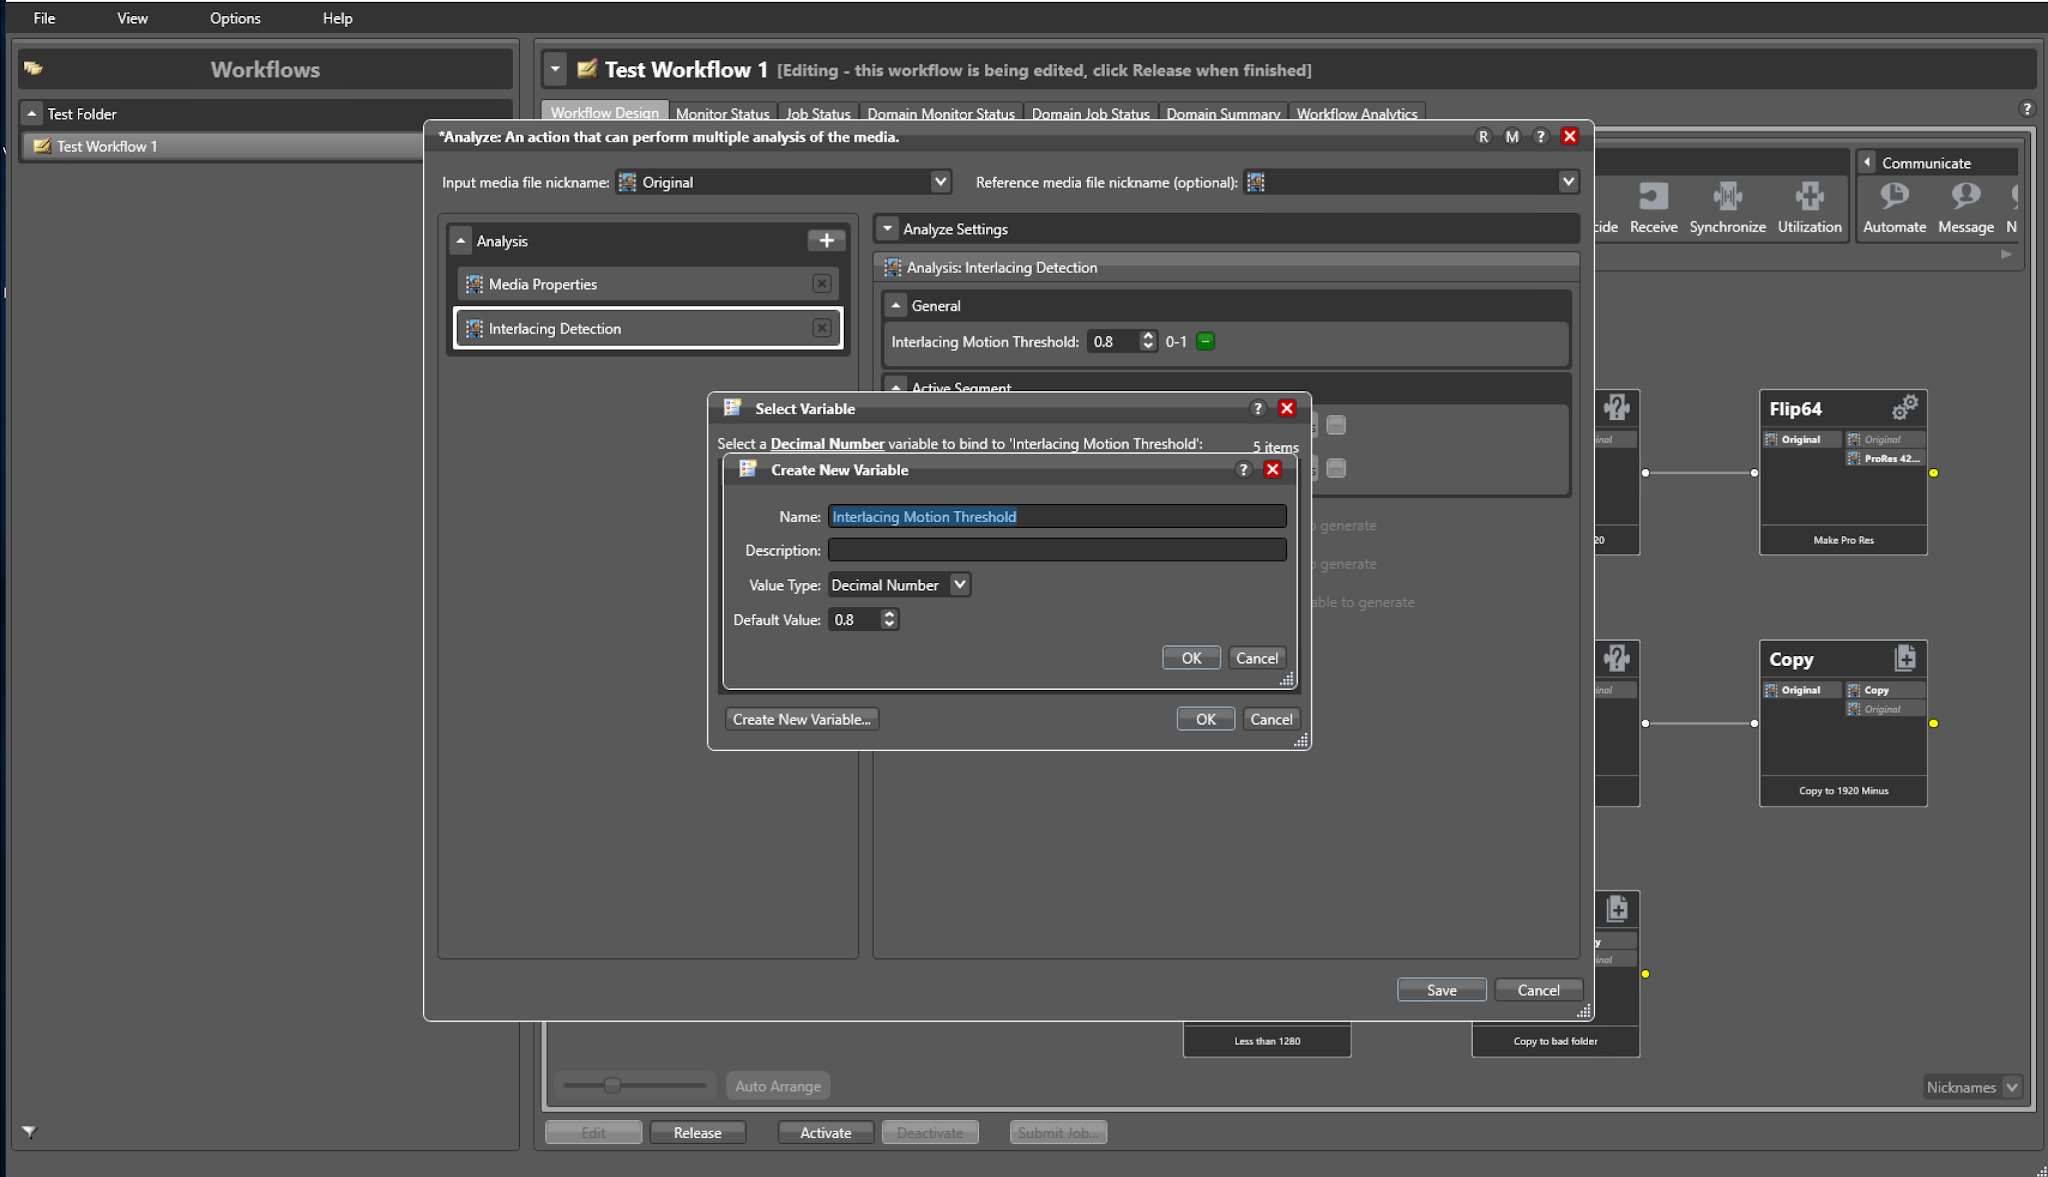 File View Options Help
Workflows
Test Folder
Test Workflow 1
Test Workflow 1 [Editing - this workflow is being edited, click Release when finished]
Workflow Design Monitor Status Job Status Domain Monitor Status Domain Job Status Domain Summary Workflow Analytics ?
*Analyze: An action that can perform multiple analysis of the media. R M ?
Input media file nickname: Original Reference media file nickname (optional):
Communicate
Receive Synchronize Utilization Automate Message
Analysis +
Media Properties
Interlacing Detection
Analyze Settings
Analysis: Interlacing Detection
General
Interlacing Motion Threshold: 0.8 0-1
Active Segment
Select Variable ?
Select a Decimal Number variable to bind to 'Interlacing Motion Threshold': 5 items
Create New Variable ?
Name: Interlacing Motion Threshold
Description:
Value Type: Decimal Number
Default Value: 0.8
OK Cancel
Create New Variable... OK Cancel
generate
generate
able to generate
Save Cancel
Flip64
Original Original
ProRes 42...
20 Make Pro Res
Copy
Original Copy
Original
Copy to 1920 Minus
Less than 1280 Copy to bad folder
Auto Arrange Nicknames
Edit Release Activate Deactivate Submit Job...